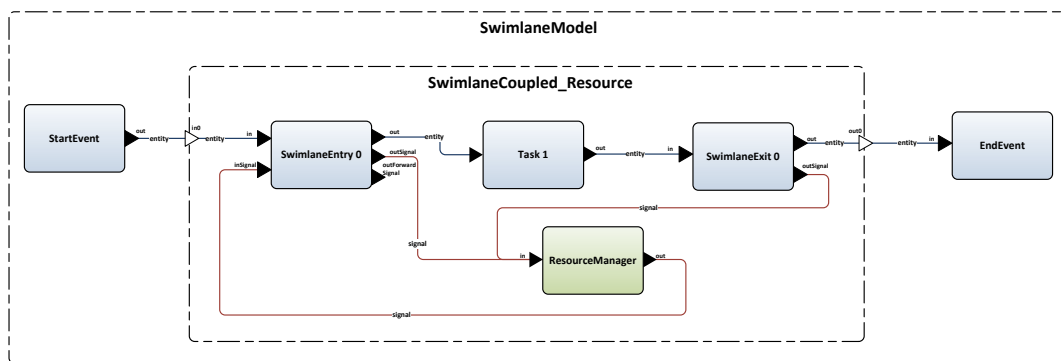 SwimlaneModel
SwimlaneCoupled_Resource
StartEvent
out
entity
in0
entity
in
inSignal
SwimlaneEntry 0
out
outSignal
outForward
Signal
entity
in
Task 1
out
entity
in
SwimlaneExit 0
out
outSignal
entity
out0
entity
in
EndEvent
signal
signal
in
ResourceManager
out
signal